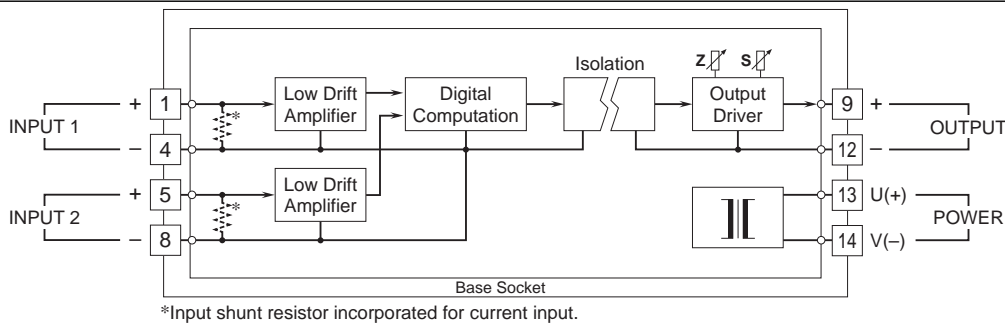 Isolation
Z S
+ 1 Low Drift Amplifier Digital Computation Output Driver 9 +
*
INPUT 1 OUTPUT
− 4 12 −
+ 5 Low Drift Amplifier 13 U(+)
*
INPUT 2 POWER
− 8 14 V(–)
Base Socket
*Input shunt resistor incorporated for current input.